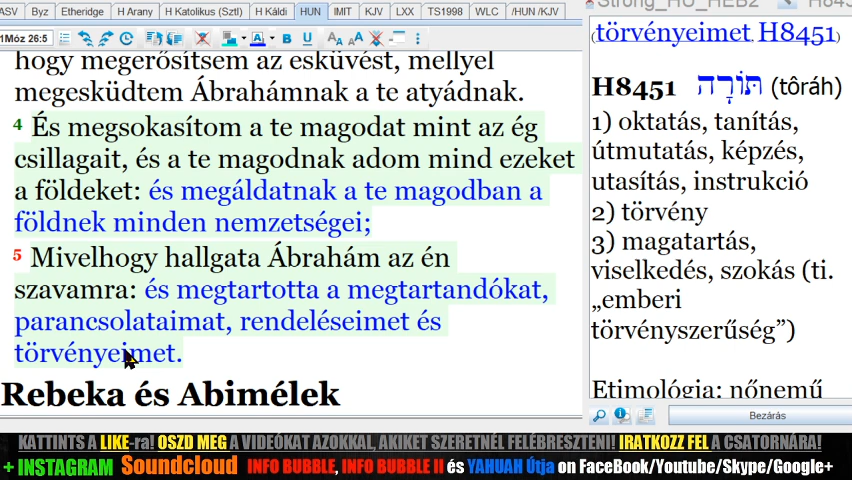 ASV Byz Etheridge H Arany H Katolikus (Sztl) H Káldi HUN IMIT KJV LXX TS1998 WLC /HUN /KJV
Strong_HU_HEB2
1Móz 26:5
hogy megerősítsem az esküvést, mellyel
megesküdtem Ábrahámnak a te atyádnak.
4 És megsokasítom a te magodat mint az ég
csillagait, és a te magodnak adom mind ezeket
a földeket: és megáldatnak a te magodban a
földnek minden nemzetségei;
5 Mivelhogy hallgata Ábrahám az én
szavamra: és megtartotta a megtartandókat,
parancsolataimat, rendeléseimet és
törvényeimet.
Rebeka és Abimélek
(törvényeimet, H8451)
H8451 תּוֹרָה (tôráh)
1) oktatás, tanítás,
útmutatás, képzés,
utasítás, instrukció
2) törvény
3) magatartás,
viselkedés, szokás (ti.
„emberi
törvényszerűség”)
Etimológia: nőnemű
Bezárás
KATTINTS A LIKE-ra! OSZD MEG A VIDEÓKAT AZOKKAL, AKIKET SZERETNÉL FELÉBRESZTENI! IRATKOZZ FEL A CSATORNÁRA!
+ INSTAGRAM Soundcloud INFO BUBBLE, INFO BUBBLE II és YAHUAH Útja on FaceBook/Youtube/Skype/Google+